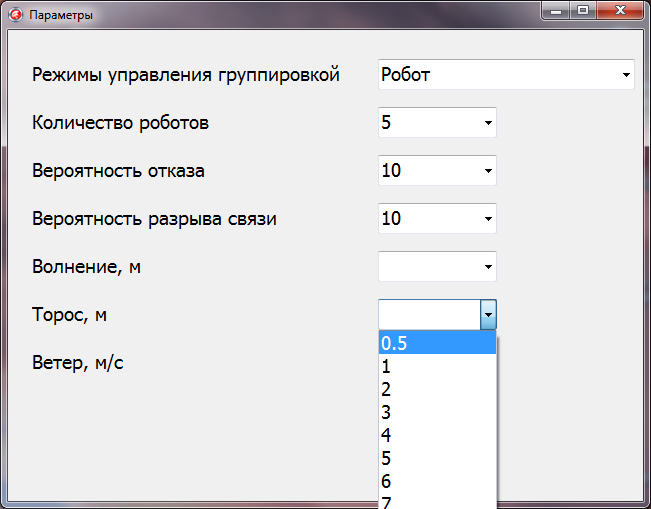 Параметры
Режимы управления группировкой Робот
Количество роботов 5
Вероятность отказа 10
Вероятность разрыва связи 10
Волнение, м
Торос, м
0.5
Ветер, м/с
1
2
3
4
5
6
7